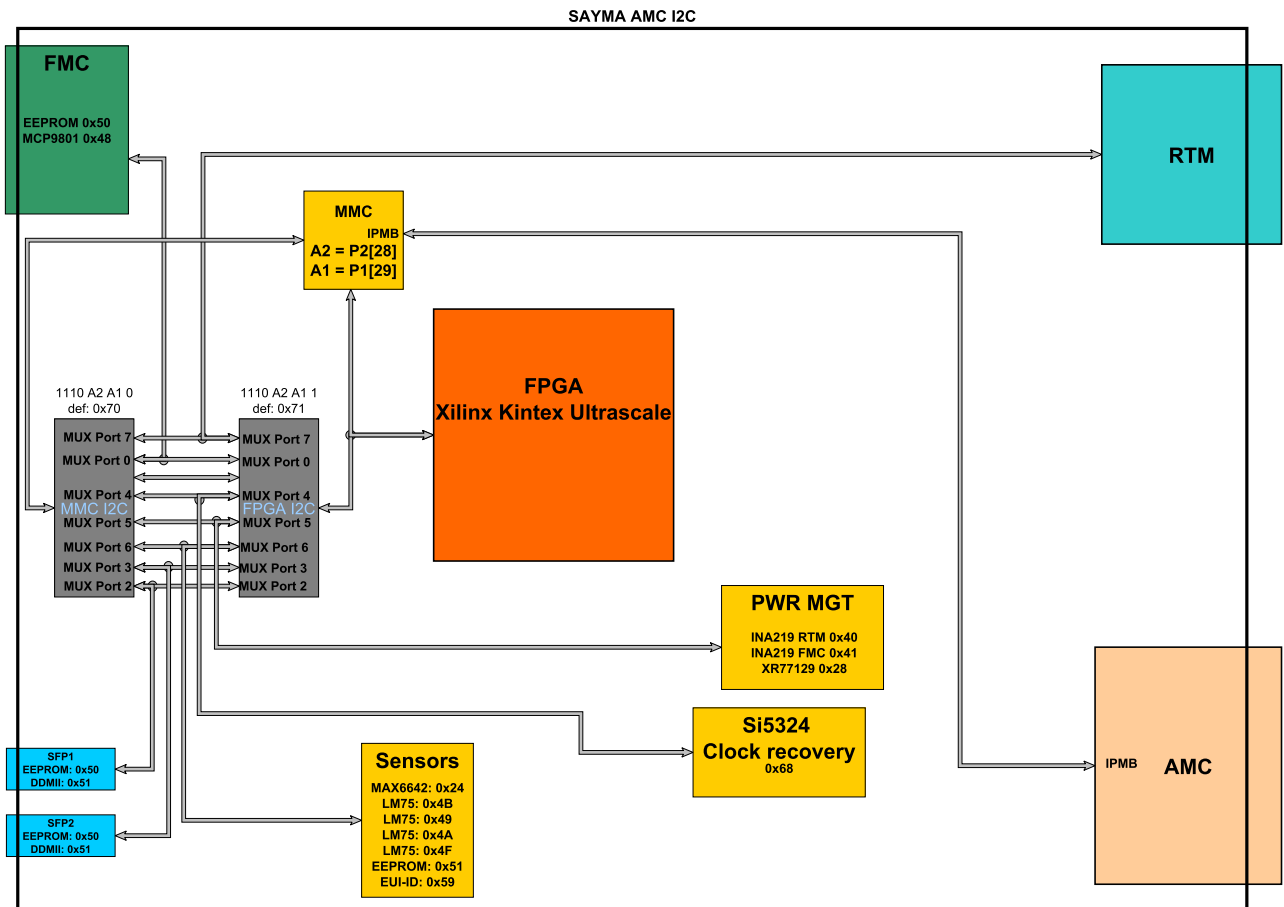 SAYMA AMC I2C
FMC
EEPROM 0x50
MCP9801 0x48
RTM
MMC
IPMB
A2 = P2[28]
A1 = P1[29]
FPGA
Xilinx Kintex Ultrascale
1110 A2 A1 0
def: 0x70
MUX Port 7
MUX Port 0
MUX Port 4
MMC I2C
MUX Port 5
MUX Port 6
MUX Port 3
MUX Port 2
1110 A2 A1 1
def: 0x71
MUX Port 7
MUX Port 0
MUX Port 4
FPGA I2C
MUX Port 5
MUX Port 6
MUX Port 3
MUX Port 2
PWR MGT
INA219 RTM 0x40
INA219 FMC 0x41
XR77129 0x28
Si5324
Clock recovery
0x68
SFP1
EEPROM: 0x50
DDMII: 0x51
SFP2
EEPROM: 0x50
DDMII: 0x51
Sensors
MAX6642: 0x24
LM75: 0x4B
LM75: 0x49
LM75: 0x4A
LM75: 0x4F
EEPROM: 0x51
EUI-ID: 0x59
IPMB
AMC